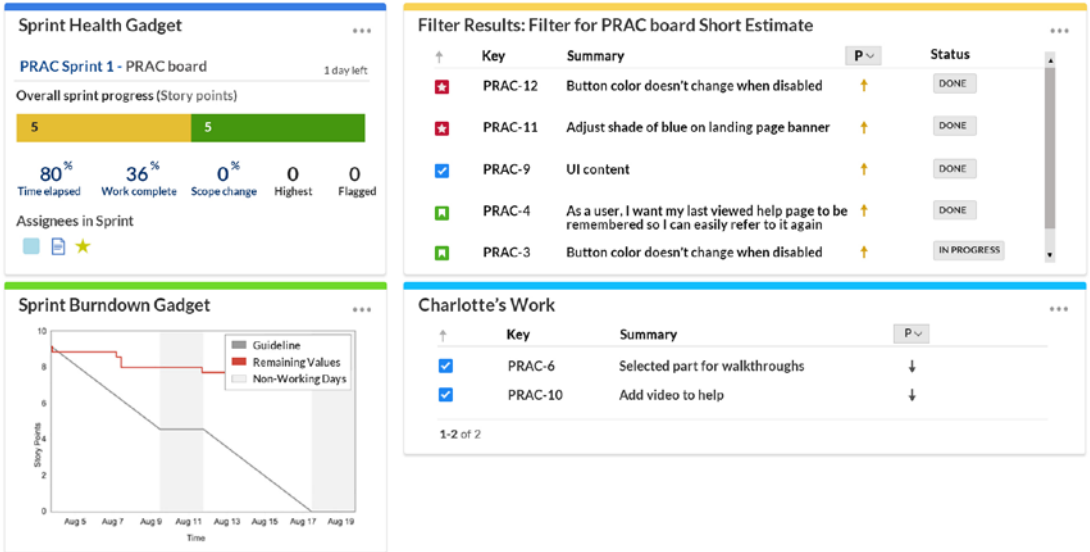 Sprint Health Gadget
PRAC Sprint 1 - PRAC board
1 day left
Overall sprint progress (Story points)
5
5
80%
36%
0%
0
0
Time elapsed
Work complete
Scope change
Highest
Flagged
Assignees in Sprint
Filter Results: Filter for PRAC board Short Estimate
Key Summary P Status
PRAC-12 Button color doesn't change when disabled DONE
PRAC-11 Adjust shade of blue on landing page banner DONE
PRAC-9 UI content DONE
PRAC-4 As a user, I want my last viewed help page to be DONE
remembered so I can easily refer to it again
PRAC-3 Button color doesn't change when disabled IN PROGRESS
Sprint Burndown Gadget
Guideline
Remaining Values
Non-Working Days
10
8
6
4
2
0
Story Points
Aug 5 Aug 7 Aug 9 Aug 11 Aug 13 Aug 15 Aug 17 Aug 19
Time
Charlotte's Work
Key Summary P
PRAC-6 Selected part for walkthroughs
PRAC-10 Add video to help
1-2 of 2